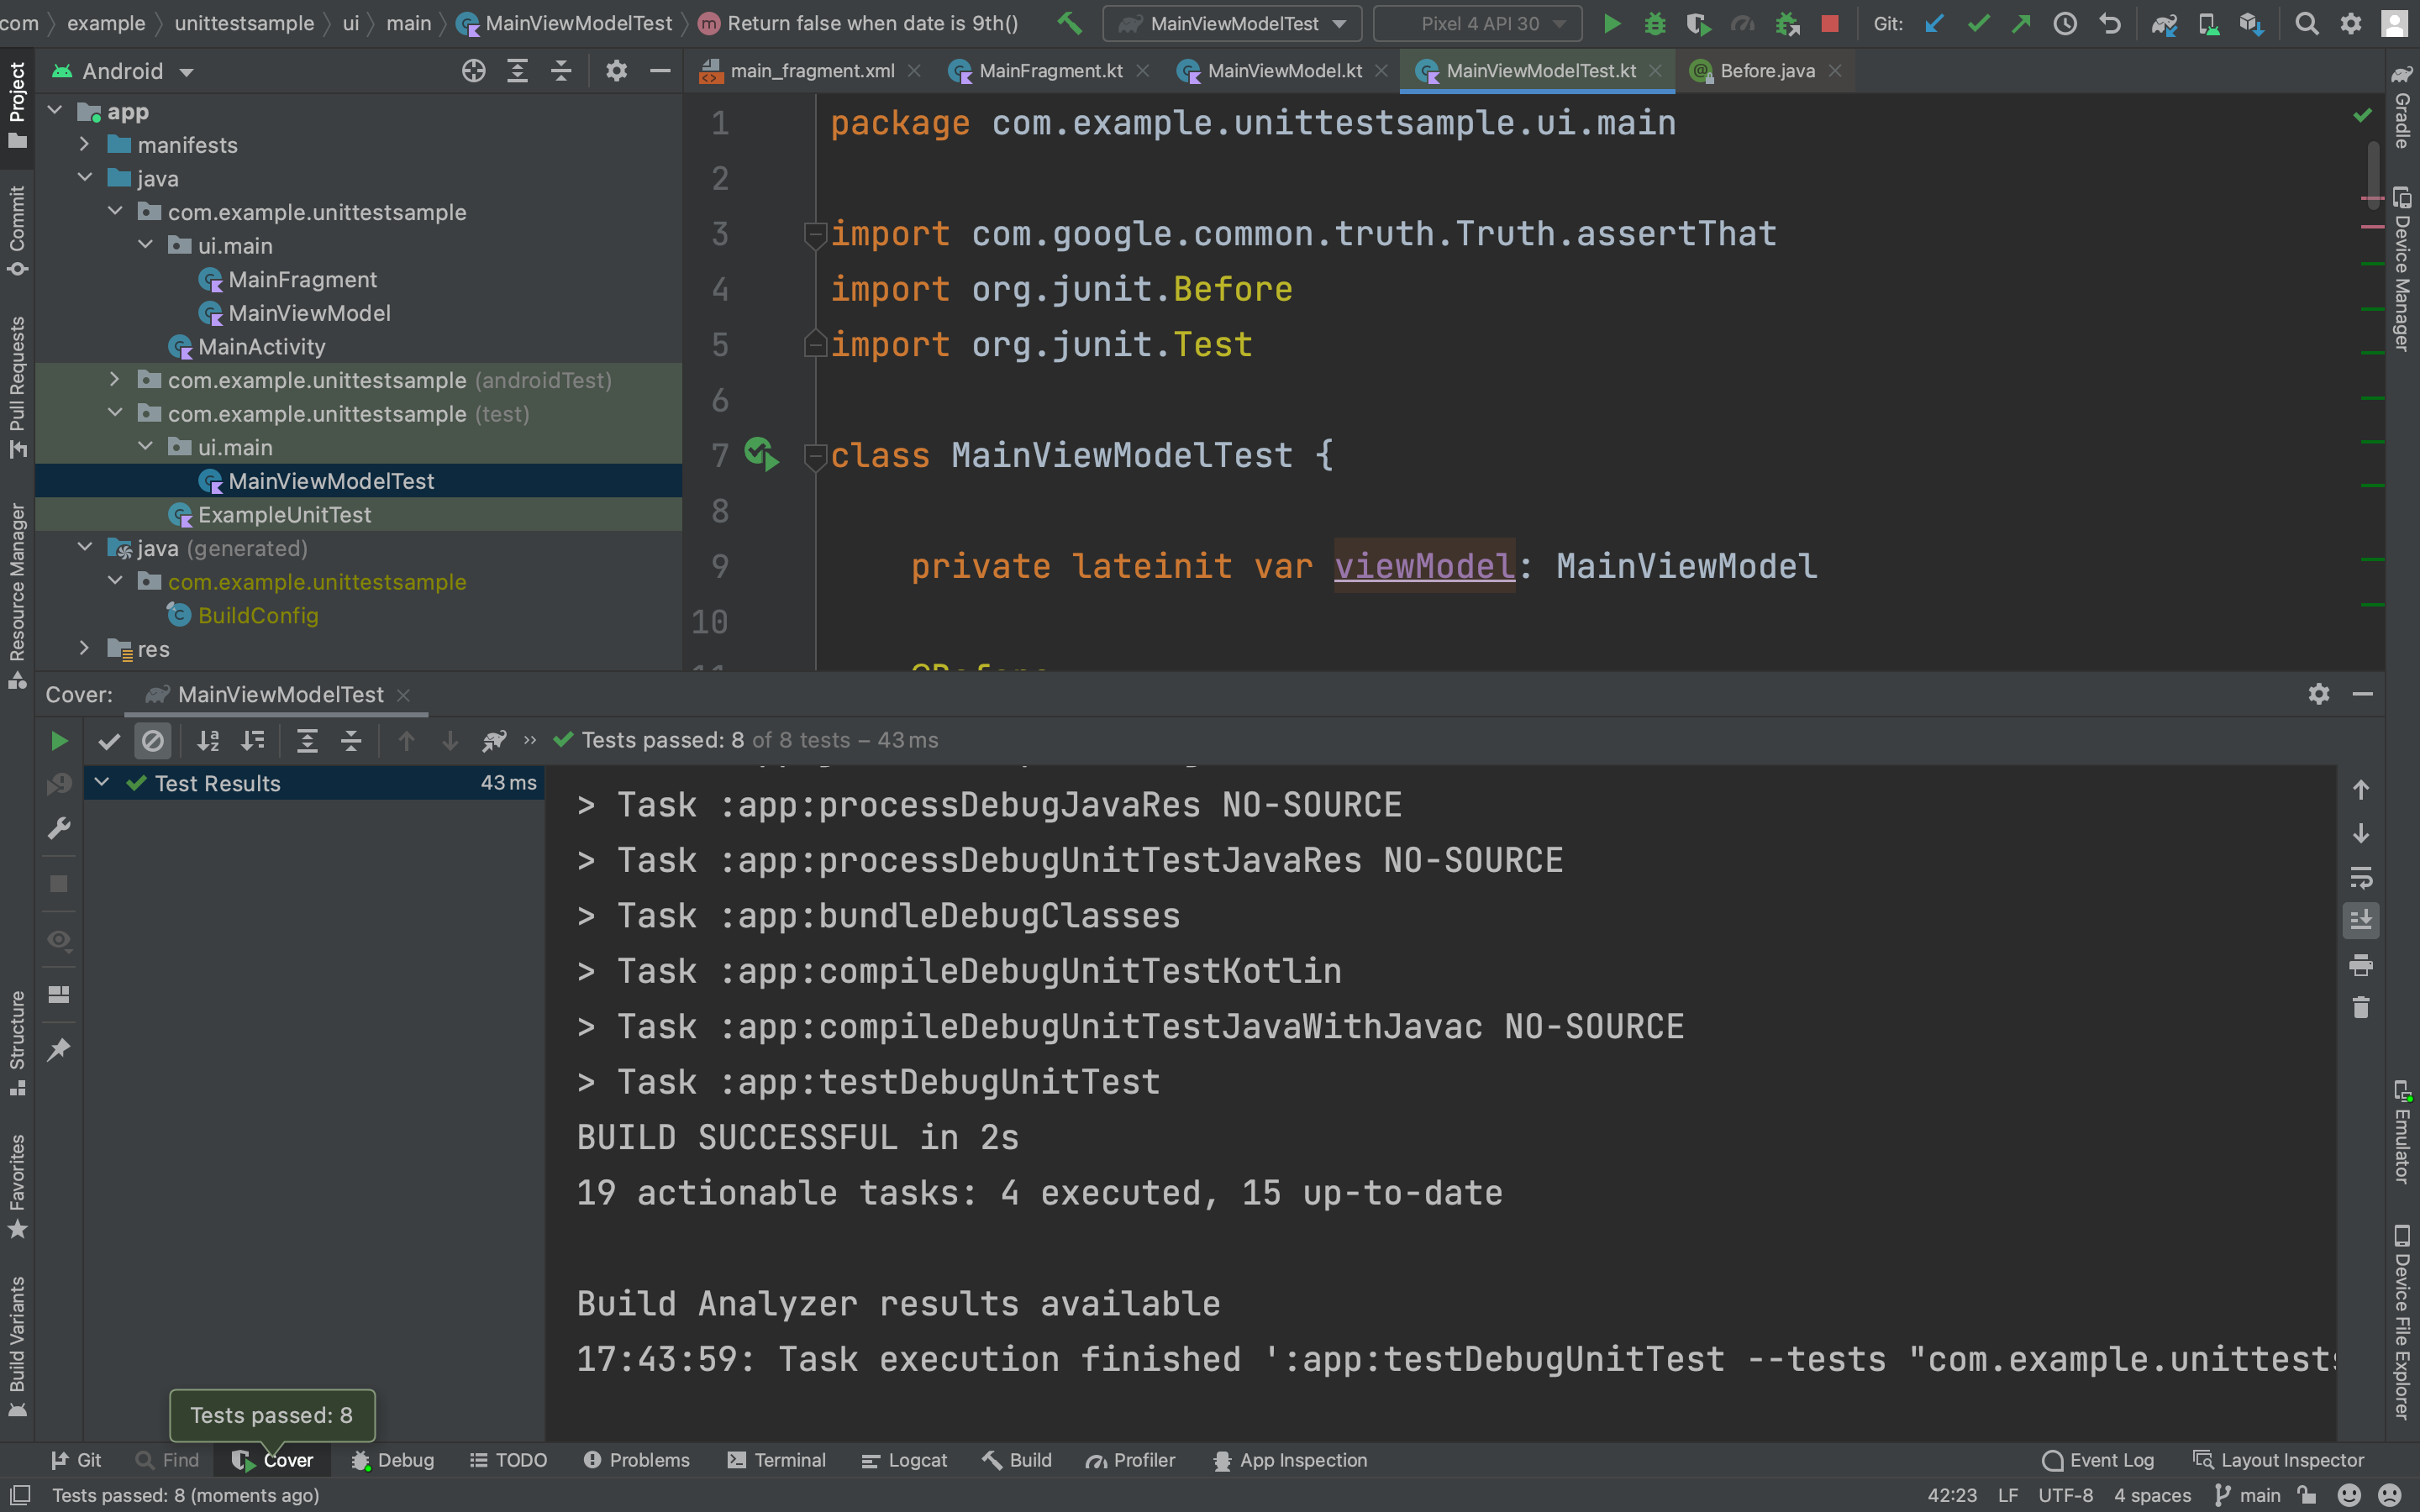 com example unittestsample ui main MainViewModelTest m Return false when date is 9th() MainViewModelTest Pixel 4 API 30 Git:
Project
Commit
Pull Requests
Resource Manager
Structure
Favorites
Build Variants
Android
app
manifests
java
com.example.unittestsample
ui.main
MainFragment
MainViewModel
MainActivity
com.example.unittestsample (androidTest)
com.example.unittestsample (test)
ui.main
MainViewModelTest
ExampleUnitTest
java (generated)
com.example.unittestsample
BuildConfig
res
main_fragment.xml MainFragment.kt MainViewModel.kt MainViewModelTest.kt Before.java
1 package com.example.unittestsample.ui.main
2
3 import com.google.common.truth.Truth.assertThat
4 import org.junit.Before
5 import org.junit.Test
6
7 class MainViewModelTest {
8
9 private lateinit var viewModel: MainViewModel
10
11 @Before
Gradle
Device Manager
Emulator
Device File Explorer
Cover: MainViewModelTest
Tests passed: 8 of 8 tests – 43 ms
Test Results 43 ms
> Task :app:processDebugJavaRes NO-SOURCE
> Task :app:processDebugUnitTestJavaRes NO-SOURCE
> Task :app:bundleDebugClasses
> Task :app:compileDebugUnitTestKotlin
> Task :app:compileDebugUnitTestJavaWithJavac NO-SOURCE
> Task :app:testDebugUnitTest
BUILD SUCCESSFUL in 2s
19 actionable tasks: 4 executed, 15 up-to-date
Build Analyzer results available
17:43:59: Task execution finished ':app:testDebugUnitTest --tests "com.example.unittests
Tests passed: 8
Git Find Cover Debug TODO Problems Terminal Logcat Build Profiler App Inspection Event Log Layout Inspector
Tests passed: 8 (moments ago) 42:23 LF UTF-8 4 spaces main